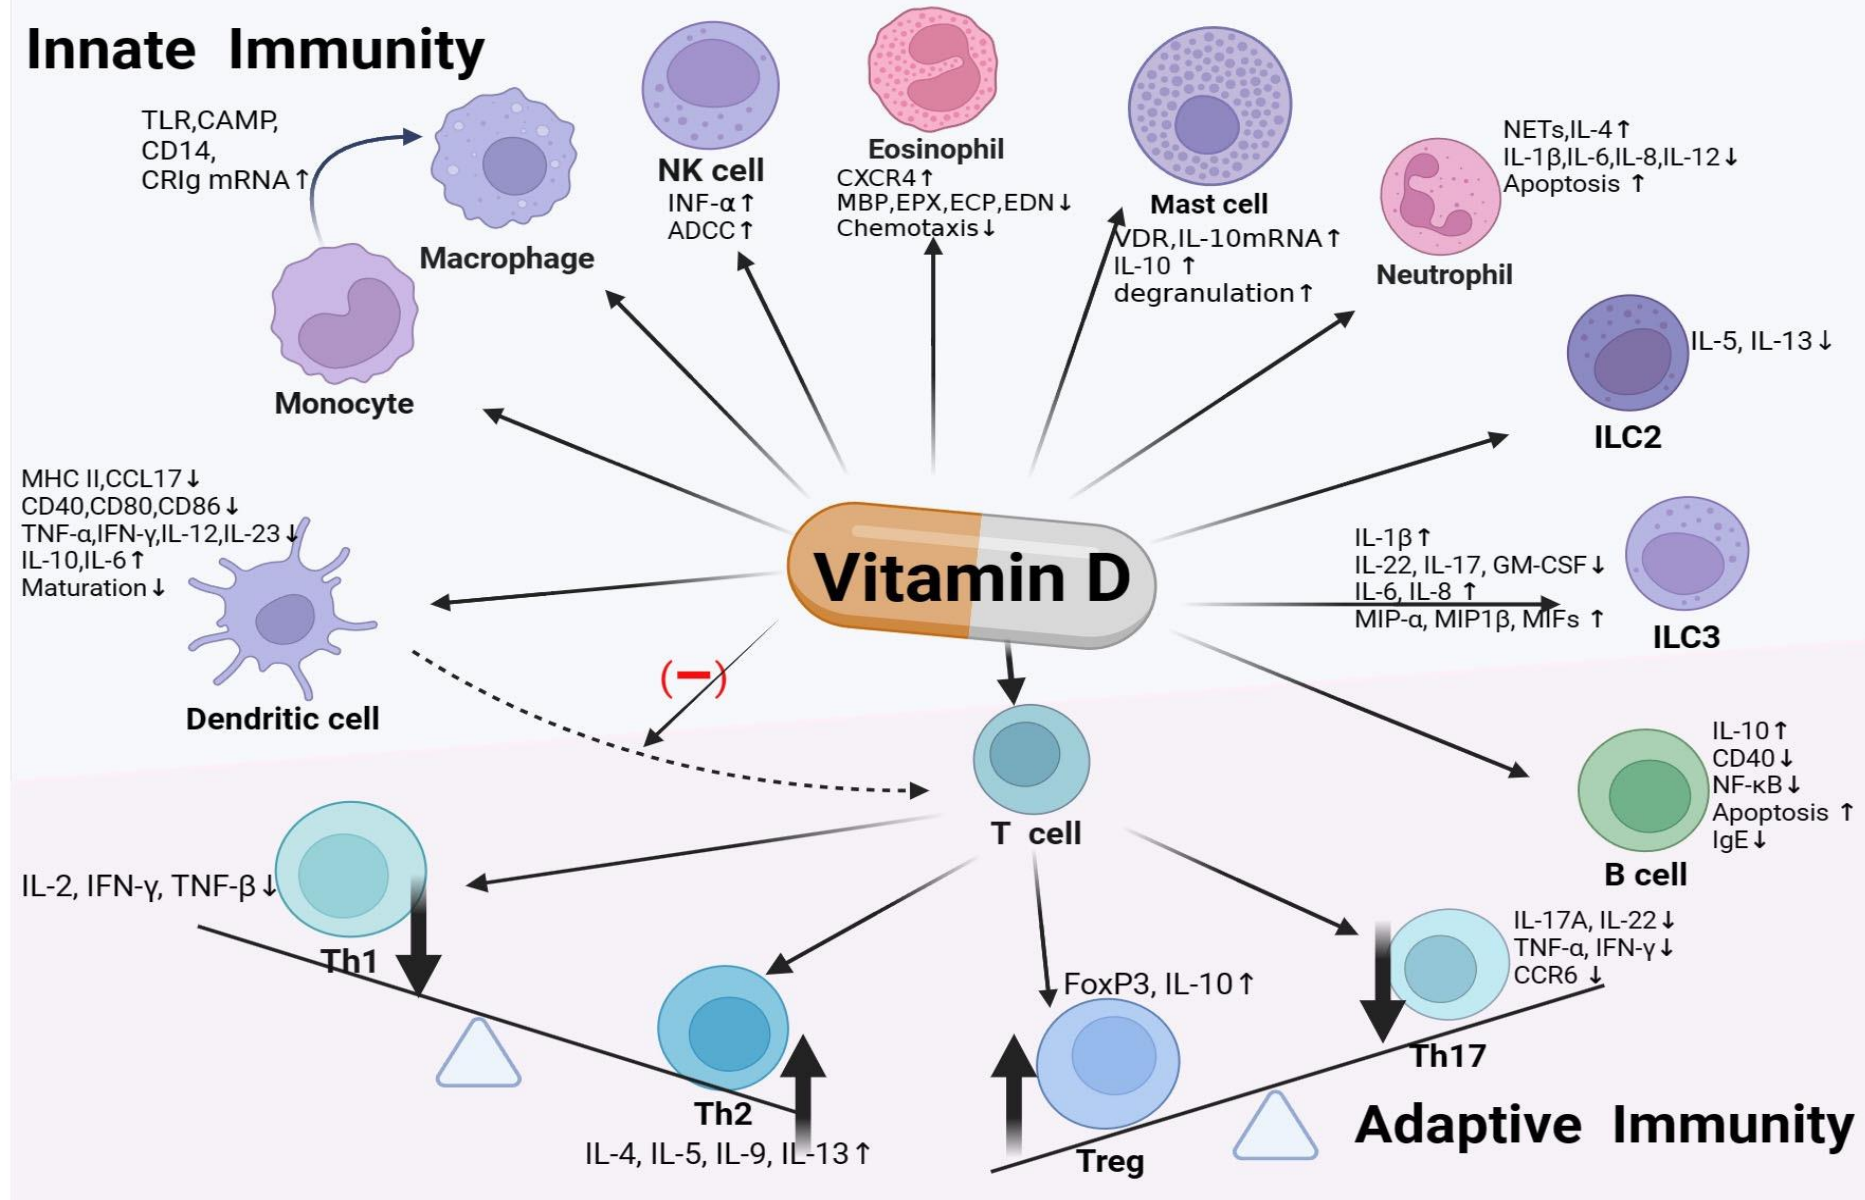 Innate Immunity
TLR,CAMP,
CD14,
CRIg mRNA↑
Macrophage
Monocyte
NK cell
INF-α↑
ADCC↑
Eosinophil
CXCR4↑
MBP,EPX,ECP,EDN↓
Chemotaxis↓
Mast cell
VDR,IL-10mRNA↑
IL-10 ↑
degranulation↑
NETs,IL-4↑
IL-1β,IL-6,IL-8,IL-12↓
Apoptosis ↑
Neutrophil
IL-5, IL-13↓
ILC2
MHC II,CCL17↓
CD40,CD80,CD86↓
TNF-α,IFN-γ,IL-12,IL-23↓
IL-10,IL-6↑
Maturation↓
Dendritic cell
Vitamin D
(−)
IL-1β↑
IL-22, IL-17, GM-CSF↓
IL-6, IL-8 ↑
MIP-α, MIP1β, MIFs ↑
ILC3
T cell
IL-10↑
CD40↓
NF-κB↓
Apoptosis ↑
IgE↓
B cell
IL-2, IFN-γ, TNF-β↓
Th1
Th2
IL-4, IL-5, IL-9, IL-13↑
FoxP3, IL-10↑
Treg
IL-17A, IL-22↓
TNF-α, IFN-γ↓
CCR6 ↓
Th17
Adaptive Immunity